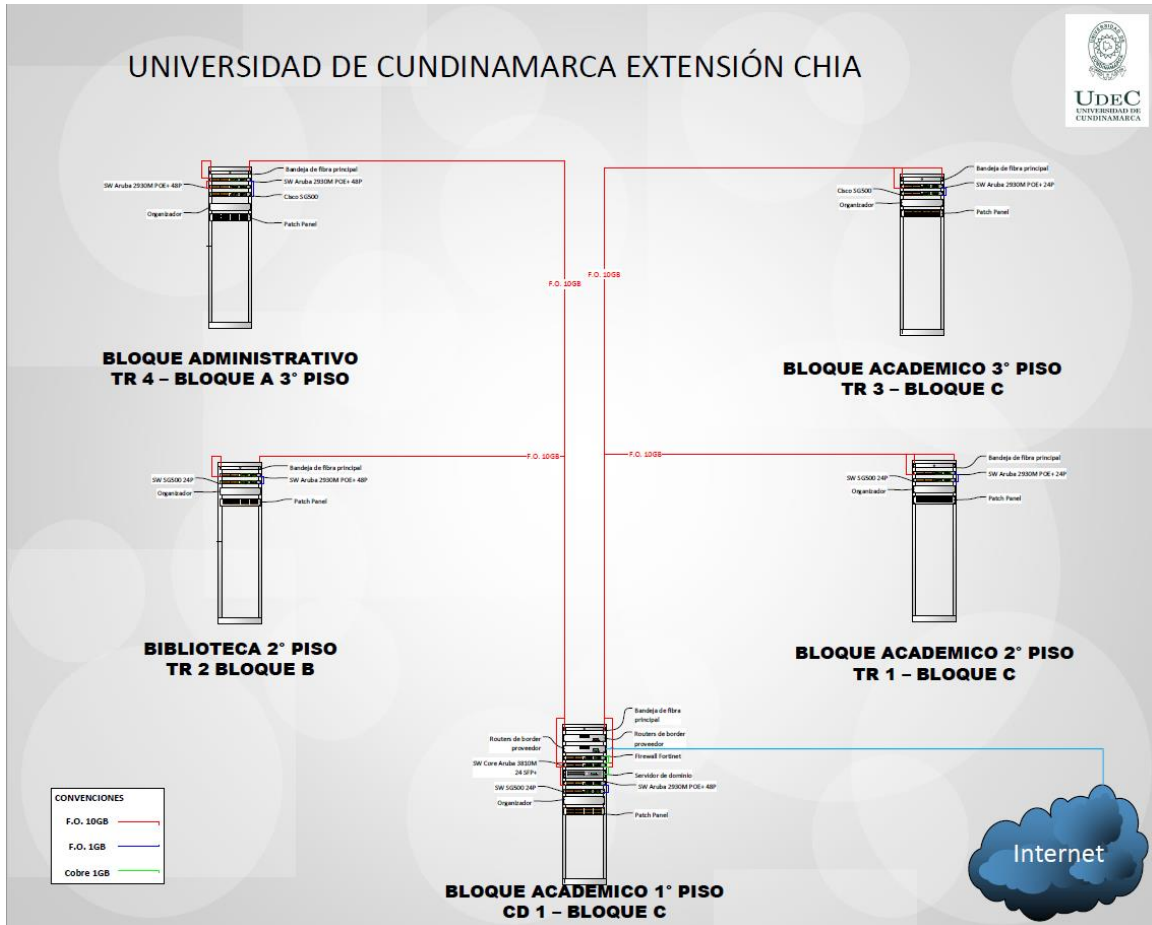 UNIVERSIDAD DE CUNDINAMARCA EXTENSIÓN CHIA
UDEC
UNIVERSIDAD DE
CUNDINAMARCA
Bandeja de fibra principal
SW Aruba 2930M POE+ 48P
SW Aruba 2930M POE+ 48P
Cisco SG500
Organizador
Patch Panel
BLOQUE ADMINISTRATIVO
TR 4 – BLOQUE A 3° PISO
Bandeja de fibra principal
Cisco SG500
SW Aruba 2930M POE+ 24P
Organizador
Patch Panel
BLOQUE ACADEMICO 3° PISO
TR 3 – BLOQUE C
F.O. 10GB
F.O. 10GB
F.O. 10GB
F.O. 10GB
Bandeja de fibra principal
SW SG500 24P
SW Aruba 2930M POE+ 48P
Organizador
Patch Panel
BIBLIOTECA 2° PISO
TR 2 BLOQUE B
Bandeja de fibra principal
SW SG500 24P
SW Aruba 2930M POE+ 24P
Organizador
Patch Panel
BLOQUE ACADEMICO 2° PISO
TR 1 – BLOQUE C
Bandeja de fibra
principal
Routers de border
proveedor
Routers de border
proveedor
Firewall Fortinet
SW Core Aruba 3810M
24 SFP+
Servidor de dominio
SW SG500 24P
SW Aruba 2930M POE+ 48P
Organizador
Patch Panel
BLOQUE ACADEMICO 1° PISO
CD 1 – BLOQUE C
CONVENCIONES
F.O. 10GB
F.O. 1GB
Cobre 1GB
Internet